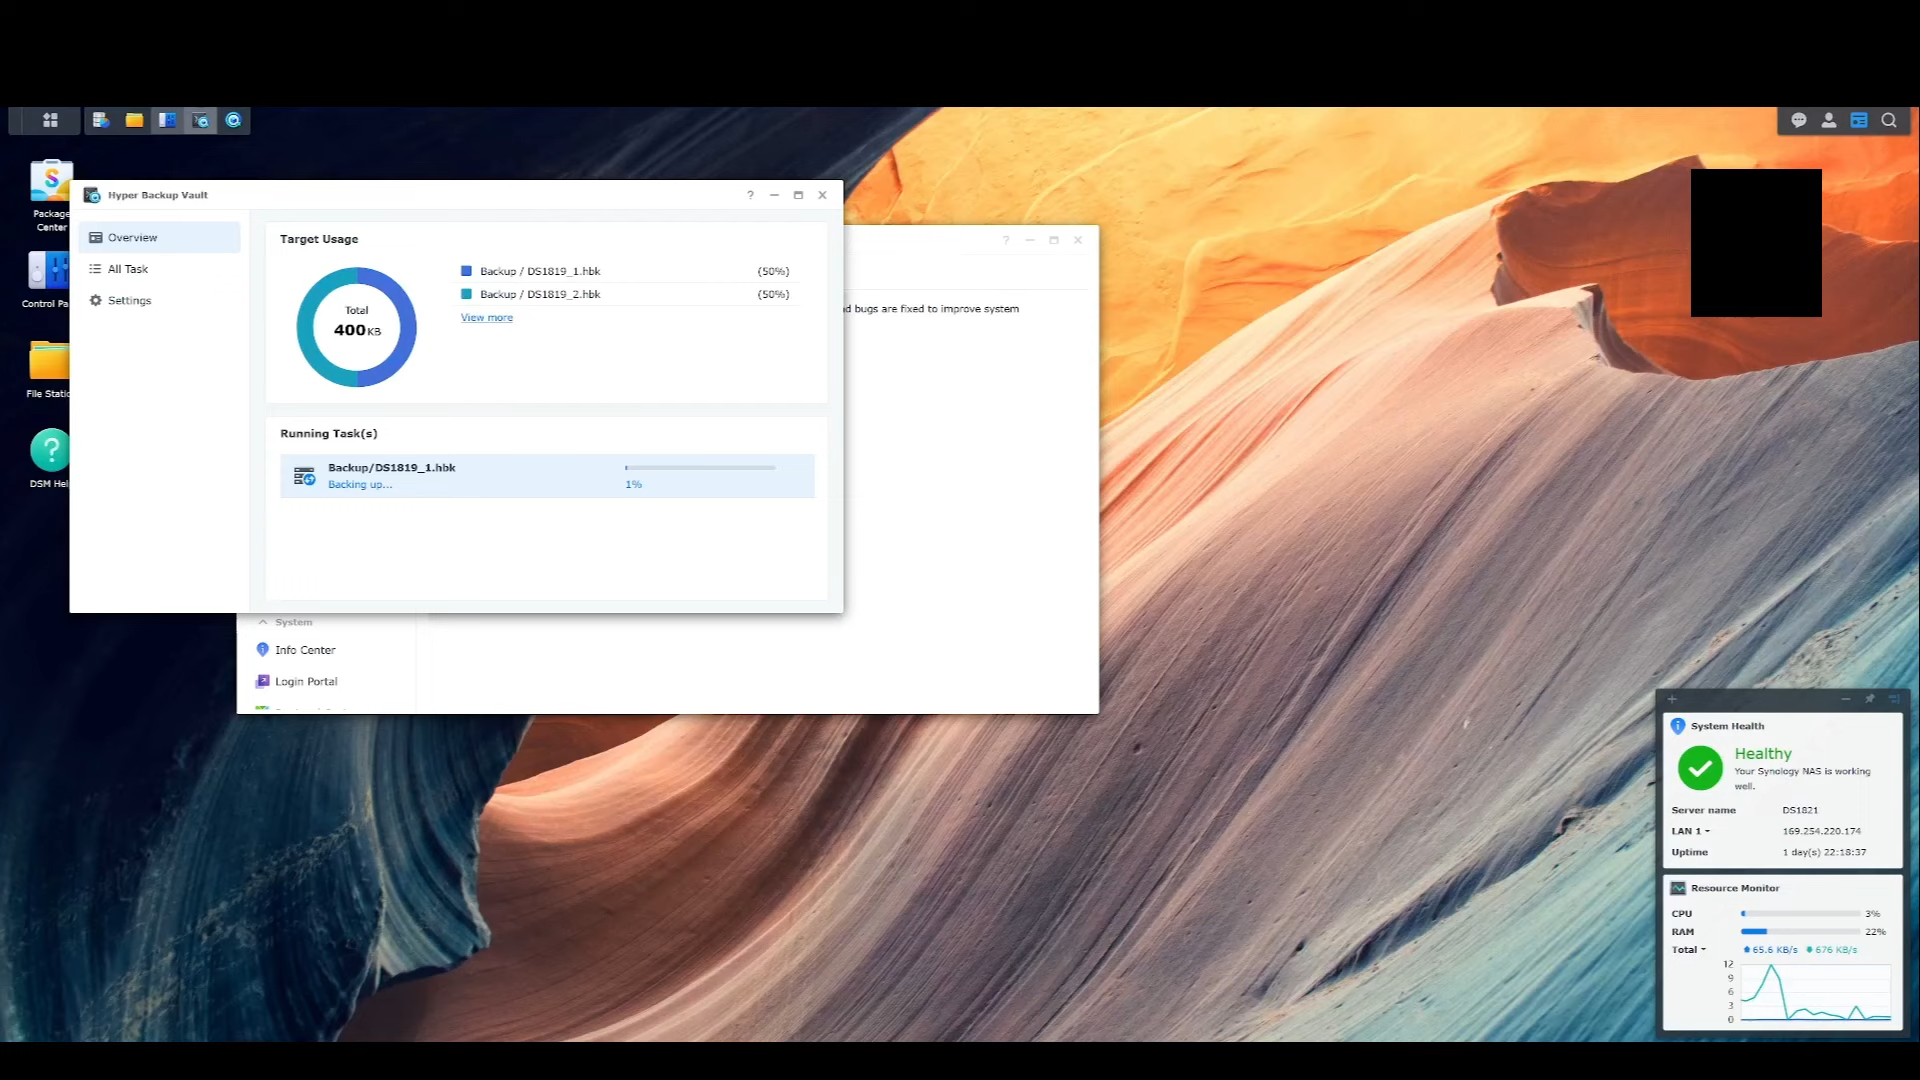 Package
Center
Control Pa
File Static
DSM Hel
Hyper Backup Vault
?
Overview
All Task
Settings
Target Usage
Total
400 KB
Backup / DS1819_1.hbk (50%)
Backup / DS1819_2.hbk (50%)
View more
Running Task(s)
Backup/DS1819_1.hbk
Backing up...
1%
?
d bugs are fixed to improve system
System
Info Center
Login Portal
System Health
Healthy
Your Synology NAS is working
well.
Server name DS1821
LAN 1 169.254.220.174
Uptime 1 day(s) 22:18:37
Resource Monitor
CPU 3%
RAM 22%
Total 65.6 KB/s 676 KB/s
12
9
6
3
0